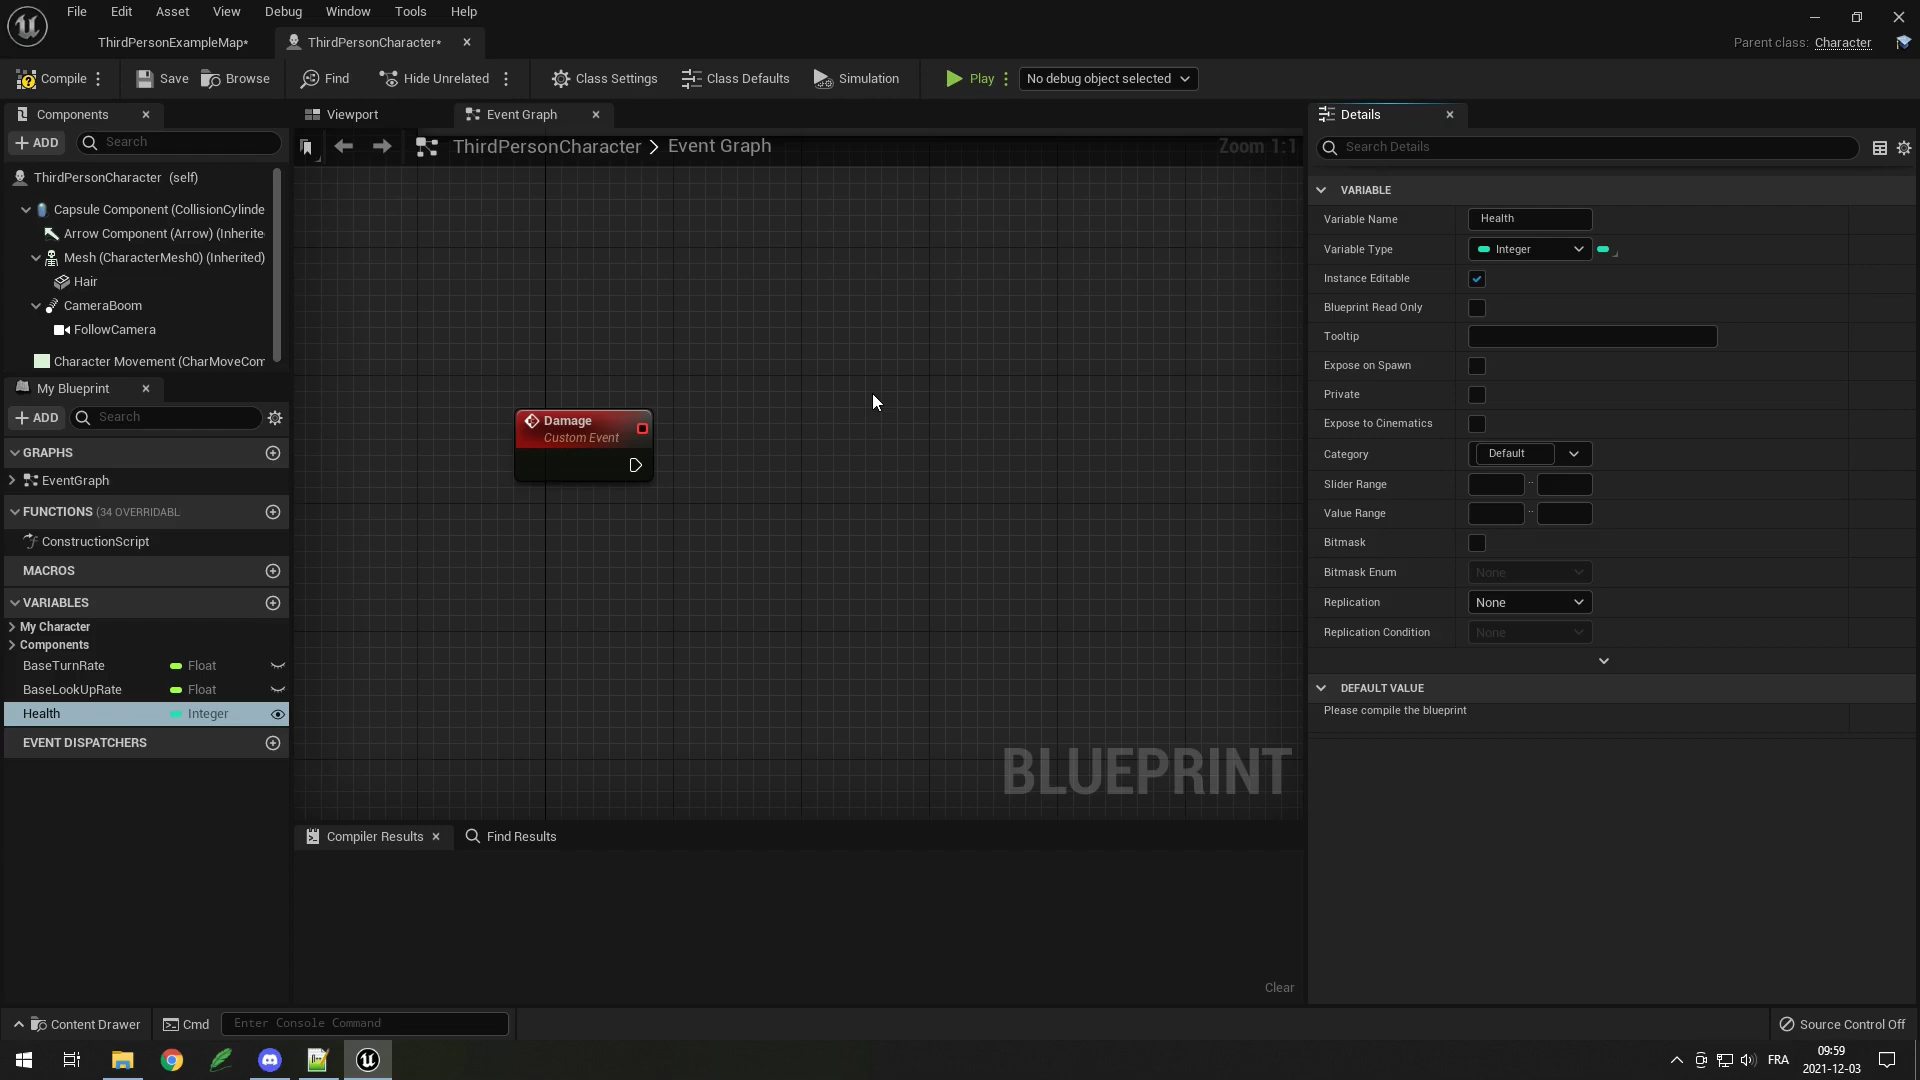 File Edit Asset View Debug Window Tools Help
ThirdPersonExampleMap* ThirdPersonCharacter*
Parent class: Character
Compile Save Browse Find Hide Unrelated Class Settings Class Defaults Simulation Play No debug object selected
Components
ADD Search
ThirdPersonCharacter (self)
Capsule Component (CollisionCylinde
Arrow Component (Arrow) (Inherite
Mesh (CharacterMesh0) (Inherited)
Hair
CameraBoom
FollowCamera
Character Movement (CharMoveCom
My Blueprint
ADD Search
GRAPHS
EventGraph
FUNCTIONS (34 OVERRIDABL
ConstructionScript
MACROS
VARIABLES
My Character
Components
BaseTurnRate Float
BaseLookUpRate Float
Health Integer
EVENT DISPATCHERS
Viewport Event Graph
ThirdPersonCharacter > Event Graph Zoom 1:1
Damage
Custom Event
BLUEPRINT
Compiler Results Find Results
Clear
Details
Search Details
VARIABLE
Variable Name Health
Variable Type Integer
Instance Editable
Blueprint Read Only
Tooltip
Expose on Spawn
Private
Expose to Cinematics
Category Default
Slider Range ..
Value Range ..
Bitmask
Bitmask Enum None
Replication None
Replication Condition None
DEFAULT VALUE
Please compile the blueprint
Content Drawer Cmd Enter Console Command Source Control Off
FRA 09:59
2021-12-03